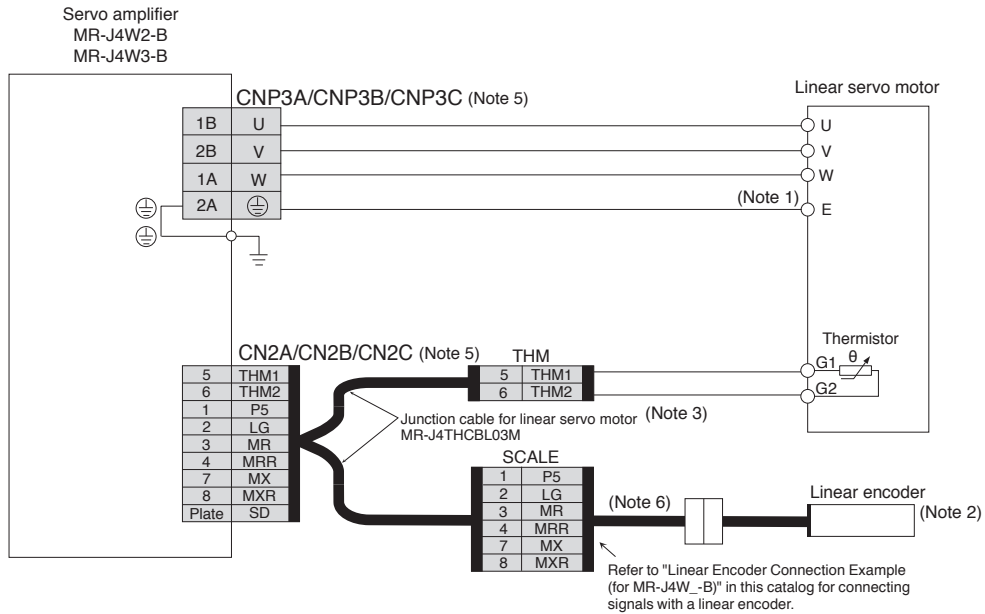 Servo amplifier
MR-J4W2-B
MR-J4W3-B
CNP3A/CNP3B/CNP3C (Note 5)
1B U
2B V
1A W
2A
Linear servo motor
U
V
W
(Note 1) E
CN2A/CN2B/CN2C (Note 5)
5 THM1
6 THM2
1 P5
2 LG
3 MR
4 MRR
7 MX
8 MXR
Plate SD
THM
5 THM1
6 THM2
Thermistor
G1 θ
G2
Junction cable for linear servo motor (Note 3)
MR-J4THCBL03M
SCALE
1 P5
2 LG
3 MR
4 MRR
7 MX
8 MXR
(Note 6)
Linear encoder
(Note 2)
Refer to "Linear Encoder Connection Example
(for MR-J4W_-B)" in this catalog for connecting
signals with a linear encoder.